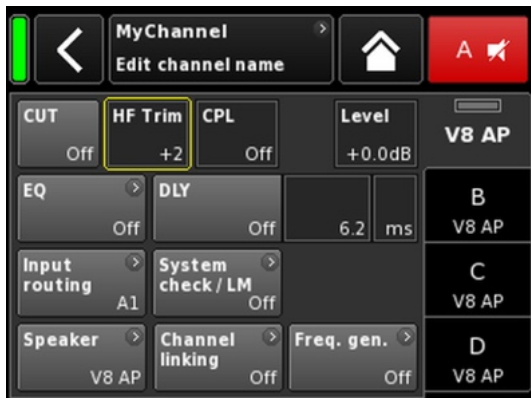 MyChannel
Edit channel name
A
CUT
Off
HF Trim
+2
CPL
Off
Level
+0.0dB
V8 AP
EQ
Off
DLY
Off
6.2
ms
B
V8 AP
Input
routing
A1
System
check / LM
Off
C
V8 AP
Speaker
V8 AP
Channel
linking
Off
Freq. gen.
Off
D
V8 AP